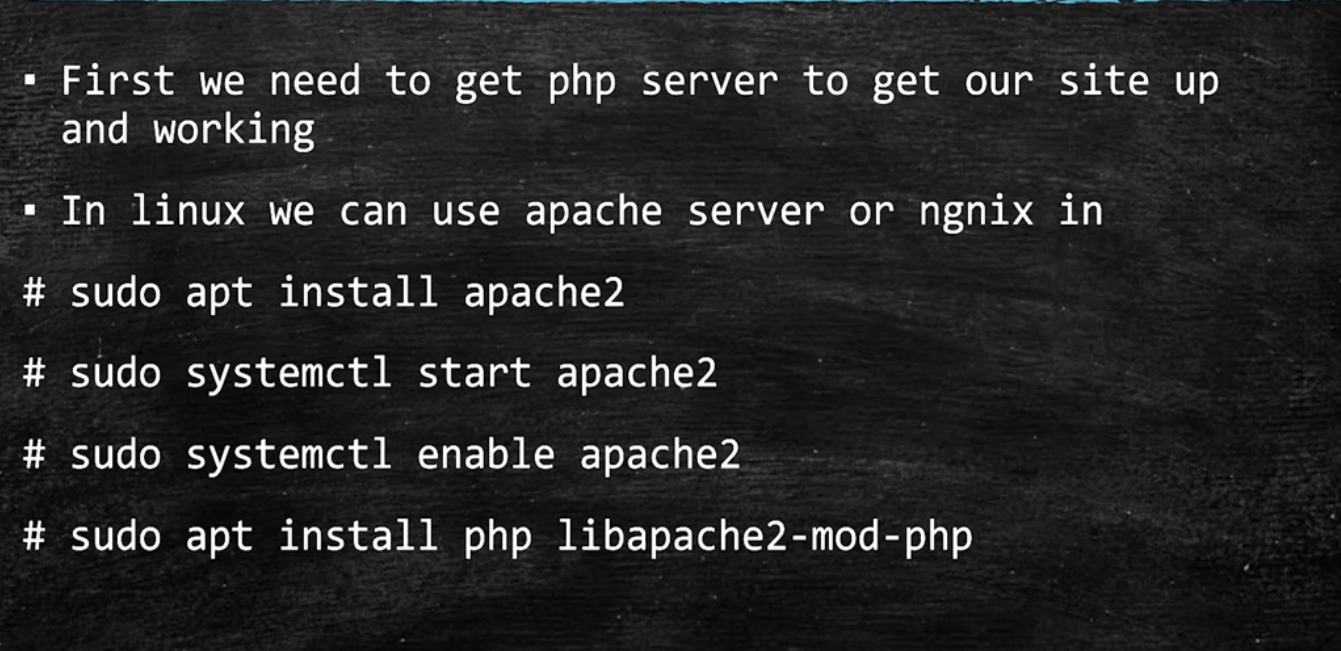 ▪ First we need to get php server to get our site up
and working
▪ In linux we can use apache server or ngnix in
# sudo apt install apache2
# sudo systemctl start apache2
# sudo systemctl enable apache2
# sudo apt install php libapache2-mod-php